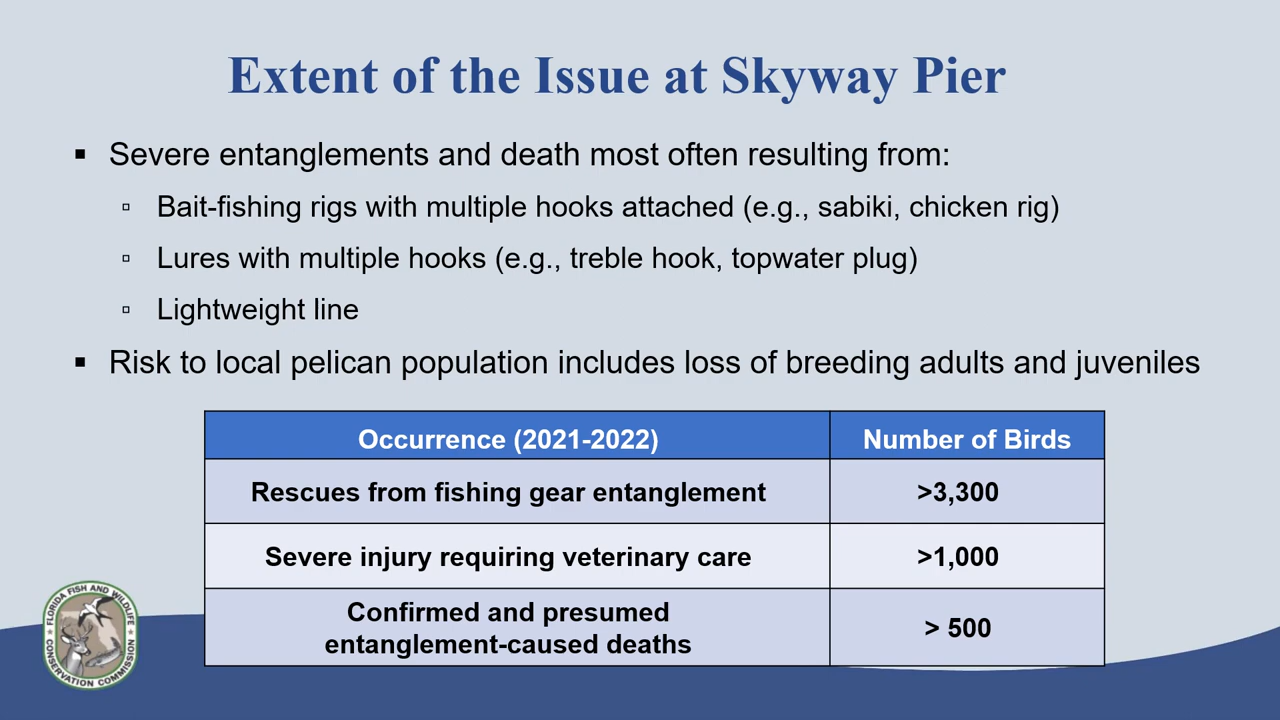 Extent of the Issue at Skyway Pier
▪ Severe entanglements and death most often resulting from:
▫ Bait-fishing rigs with multiple hooks attached (e.g., sabiki, chicken rig)
▫ Lures with multiple hooks (e.g., treble hook, topwater plug)
▫ Lightweight line
▪ Risk to local pelican population includes loss of breeding adults and juveniles
Occurrence (2021-2022) Number of Birds
Rescues from fishing gear entanglement >3,300
Severe injury requiring veterinary care >1,000
Confirmed and presumed
entanglement-caused deaths > 500
FLORIDA FISH AND WILDLIFE
CONSERVATION COMMISSION